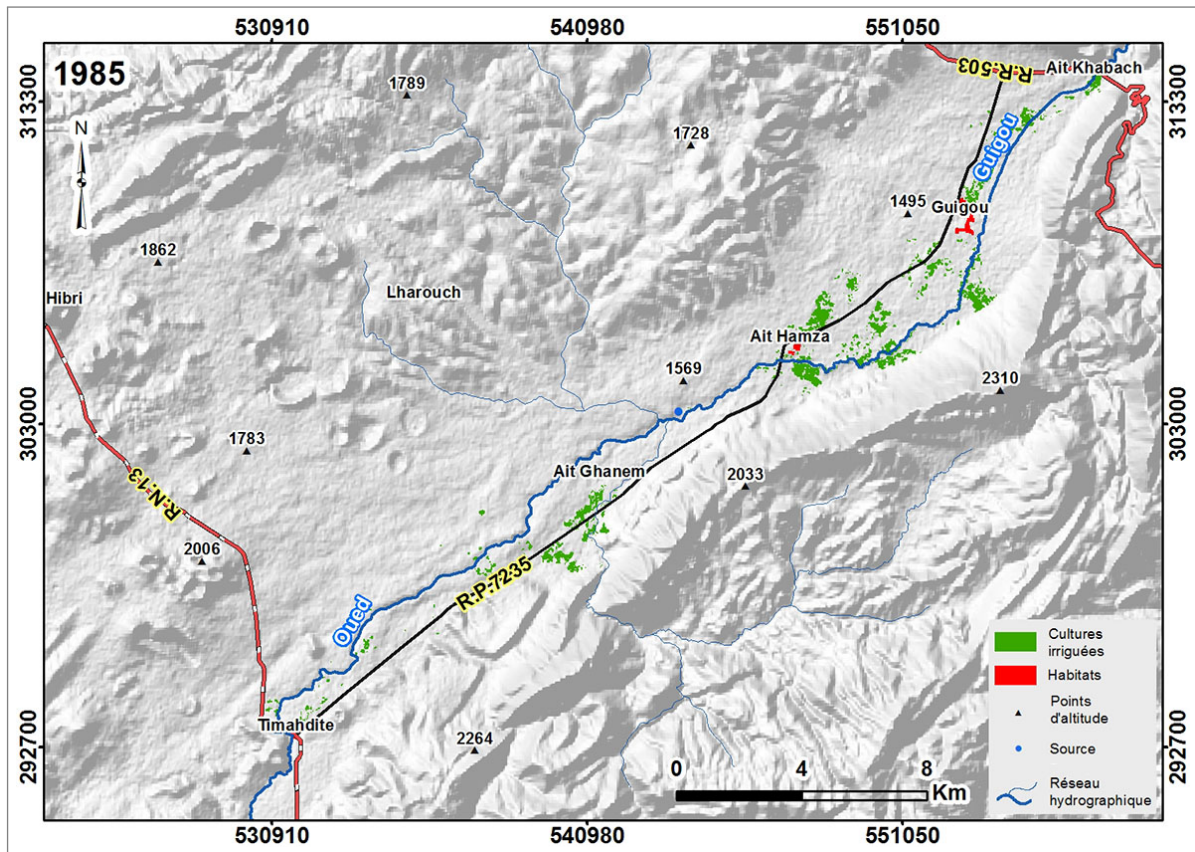 530910
540980
551050
1985
313300
313300
R.R.503
Ait Khabach
1789
N
1728
Guigou
1495
Guigou
1862
Hibri
Lharouch
Ait Hamza
1569
2310
303000
303000
1783
Ait Ghanem
2033
R.N.13
2006
R.P.7235
Oued
Cultures
irriguées
Habitats
Points
d'altitude
Source
Réseau
hydrographique
Timahdite
2264
292700
292700
0
4
8
Km
530910
540980
551050